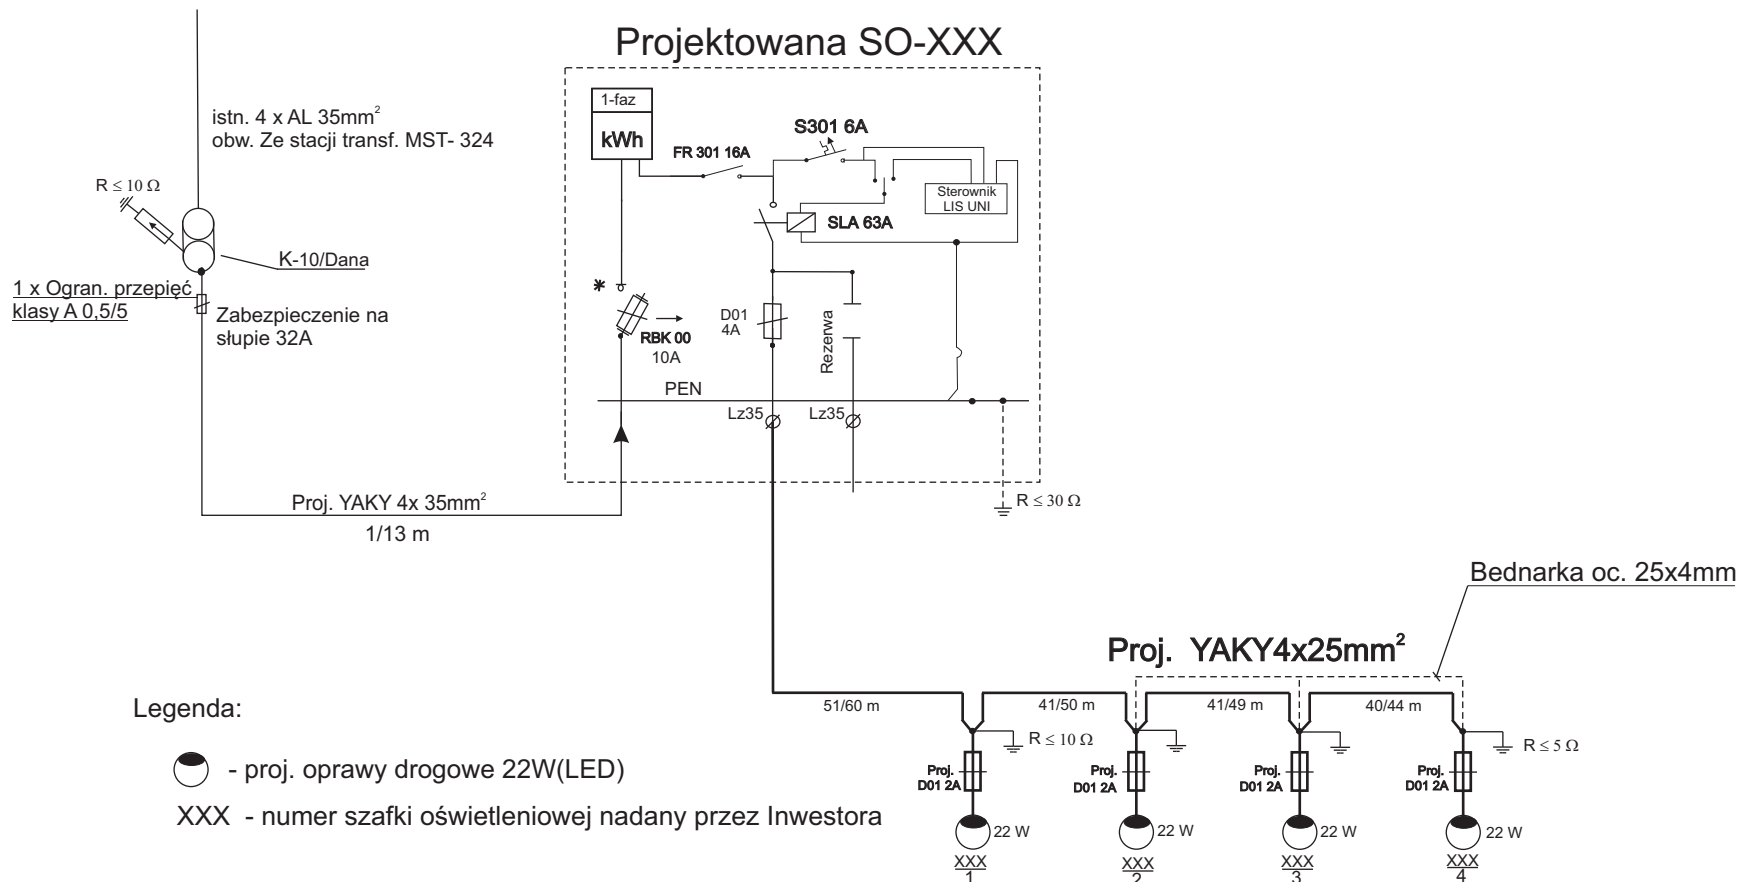 Projektowana SO-XXX
istn. 4 x AL 35mm²
obw. Ze stacji transf. MST- 324
R ≤ 10 Ω
K-10/Dana
1 x Ogran. przepięć
klasy A 0,5/5
Zabezpieczenie na
słupie 32A
1-faz
kWh
FR 301 16A
S301 6A
Sterownik
LIS UNI
SLA 63A
*
RBK 00
10A
D01
4A
Rezerwa
PEN
Lz35
Lz35
R ≤ 30 Ω
Proj. YAKY 4x 35mm²
1/13 m
Bednarka oc. 25x4mm
Proj. YAKY4x25mm²
51/60 m
41/50 m
41/49 m
40/44 m
R ≤ 10 Ω
R ≤ 5 Ω
Proj.
D01 2A
Proj.
D01 2A
Proj.
D01 2A
Proj.
D01 2A
22 W
22 W
22 W
22 W
XXX
1
XXX
2
XXX
3
XXX
4
Legenda:
- proj. oprawy drogowe 22W(LED)
XXX - numer szafki oświetleniowej nadany przez Inwestora